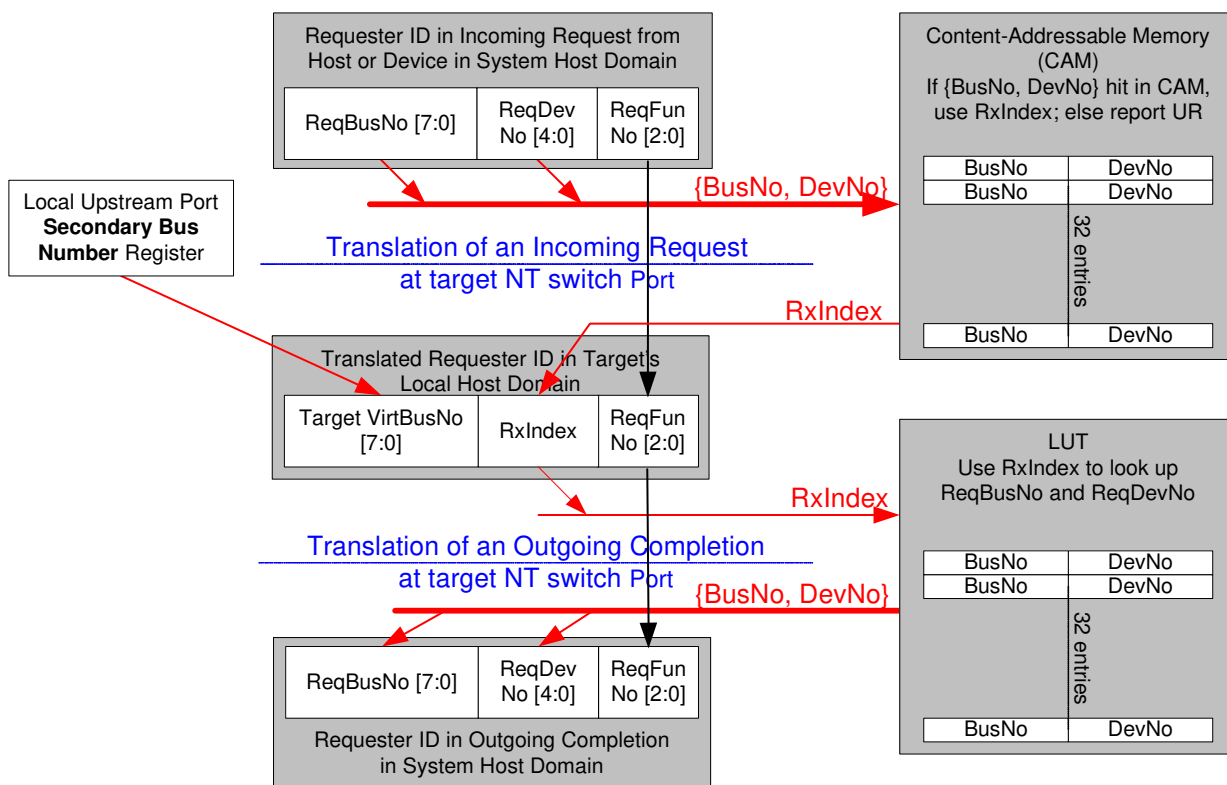 Requester ID in Incoming Request from
Host or Device in System Host Domain
ReqBusNo [7:0]
ReqDev
No [4:0]
ReqFun
No [2:0]
Content-Addressable Memory
(CAM)
If {BusNo, DevNo} hit in CAM,
use RxIndex; else report UR
BusNo DevNo
BusNo DevNo
32 entries
BusNo DevNo
{BusNo, DevNo}
Local Upstream Port
Secondary Bus
Number Register
Translation of an Incoming Request
at target NT switch Port
RxIndex
Translated Requester ID in Target's
Local Host Domain
Target VirtBusNo
[7:0]
RxIndex
ReqFun
No [2:0]
LUT
Use RxIndex to look up
ReqBusNo and ReqDevNo
BusNo DevNo
BusNo DevNo
32 entries
BusNo DevNo
RxIndex
Translation of an Outgoing Completion
at target NT switch Port
{BusNo, DevNo}
ReqBusNo [7:0]
ReqDev
No [4:0]
ReqFun
No [2:0]
Requester ID in Outgoing Completion
in System Host Domain